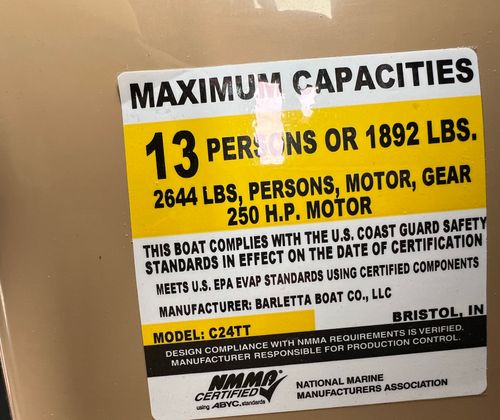 MAXIMUM CAPACITIES
13 PERSONS OR 1892 LBS.
2644 LBS, PERSONS, MOTOR, GEAR
250 H.P. MOTOR
THIS BOAT COMPLIES WITH THE U.S. COAST GUARD SAFETY
STANDARDS IN EFFECT ON THE DATE OF CERTIFICATION
MEETS U.S. EPA EVAP STANDARDS USING CERTIFIED COMPONENTS
MANUFACTURER: BARLETTA BOAT CO., LLC
BRISTOL, IN
MODEL: C24TT
DESIGN COMPLIANCE WITH NMMA REQUIREMENTS IS VERIFIED.
MANUFACTURER RESPONSIBLE FOR PRODUCTION CONTROL.
NMMA
CERTIFIED
using ABYC. standards
NATIONAL MARINE
MANUFACTURERS ASSOCIATION